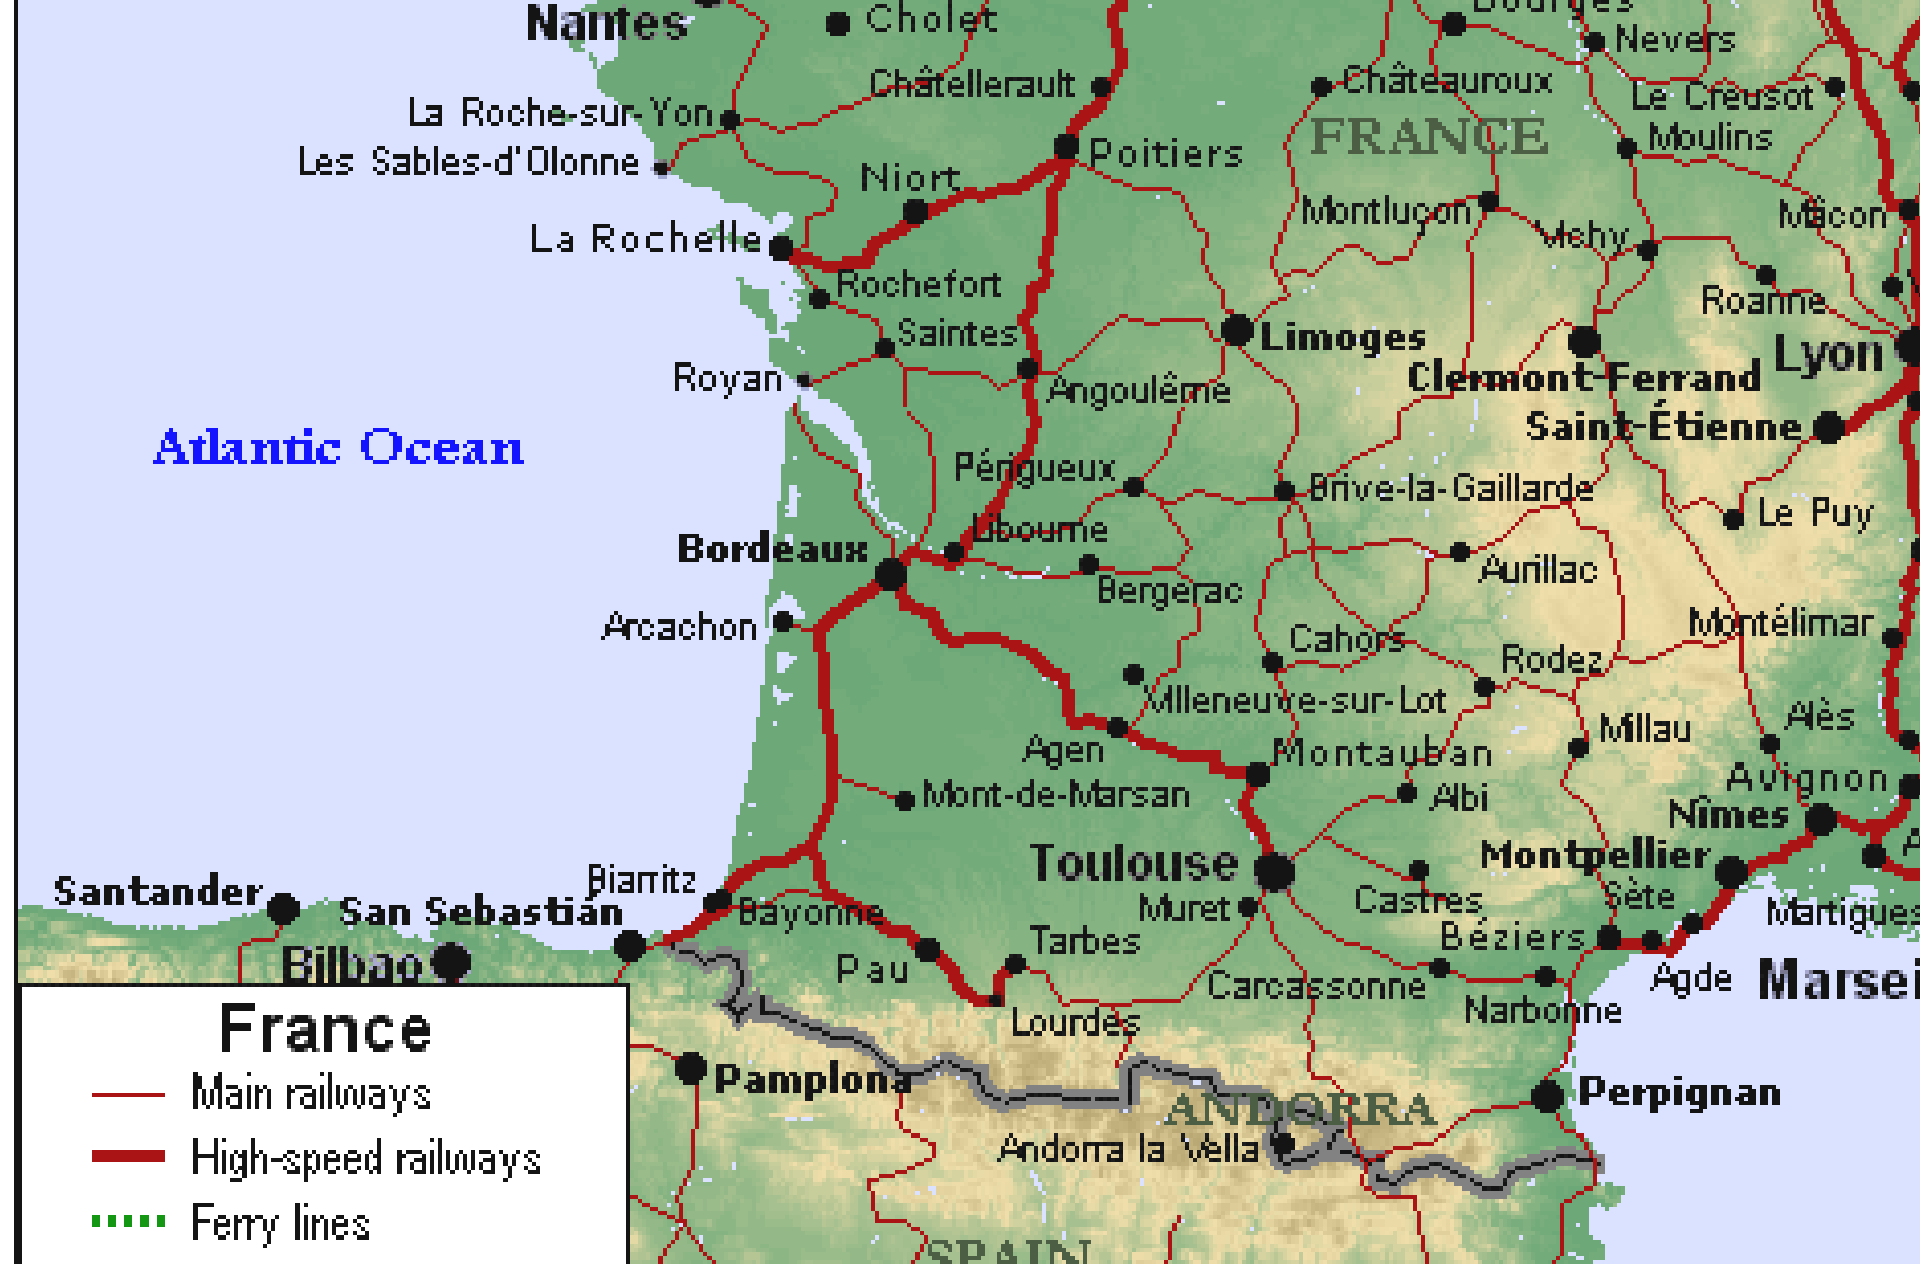 Bourges
Nantes
Cholet
Nevers
Châtellerault
Châteauroux
Le Creusot
La Roche-sur-Yon
FRANCE
Moulins
Les Sables-d'Olonne
Poitiers
Niort
Montluçon
Mâcon
La Rochelle
Vichy
Rochefort
Roanne
Saintes
Limoges
Lyon
Royan
Angoulême
Clermont-Ferrand
Atlantic Ocean
Saint-Étienne
Périgueux
Brive-la-Gaillarde
Le Puy
Libourne
Bordeaux
Aurillac
Bergerac
Arcachon
Montélimar
Cahors
Rodez
Villeneuve-sur-Lot
Alès
Millau
Agen
Montauban
Avignon
Mont-de-Marsan
Albi
Nîmes
Toulouse
Montpellier
Biarritz
Santander
San Sebastián
Bayonne
Muret
Castres
Sète
Martigues
Béziers
Bilbao
Pau
Tarbes
Carcassonne
Agde
Marsei
Narbonne
Lourdes
France
Main railways
High-speed railways
Ferry lines
Pamplona
Perpignan
ANDORRA
Andorra la Vella
SPAIN